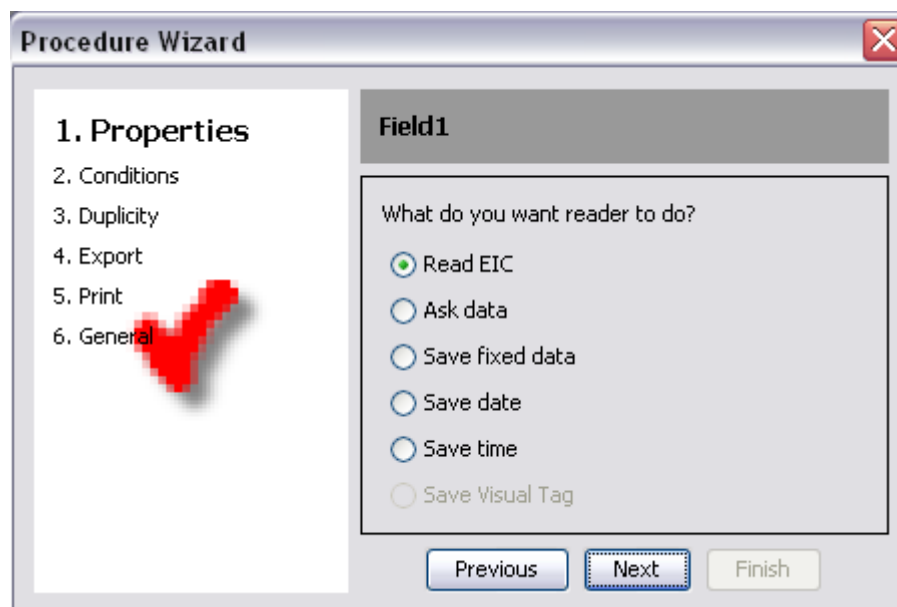 Procedure Wizard
1. Properties
2. Conditions
3. Duplicity
4. Export
5. Print
6. General
Field1
What do you want reader to do?
Read EIC
Ask data
Save fixed data
Save date
Save time
Save Visual Tag
Previous
Next
Finish